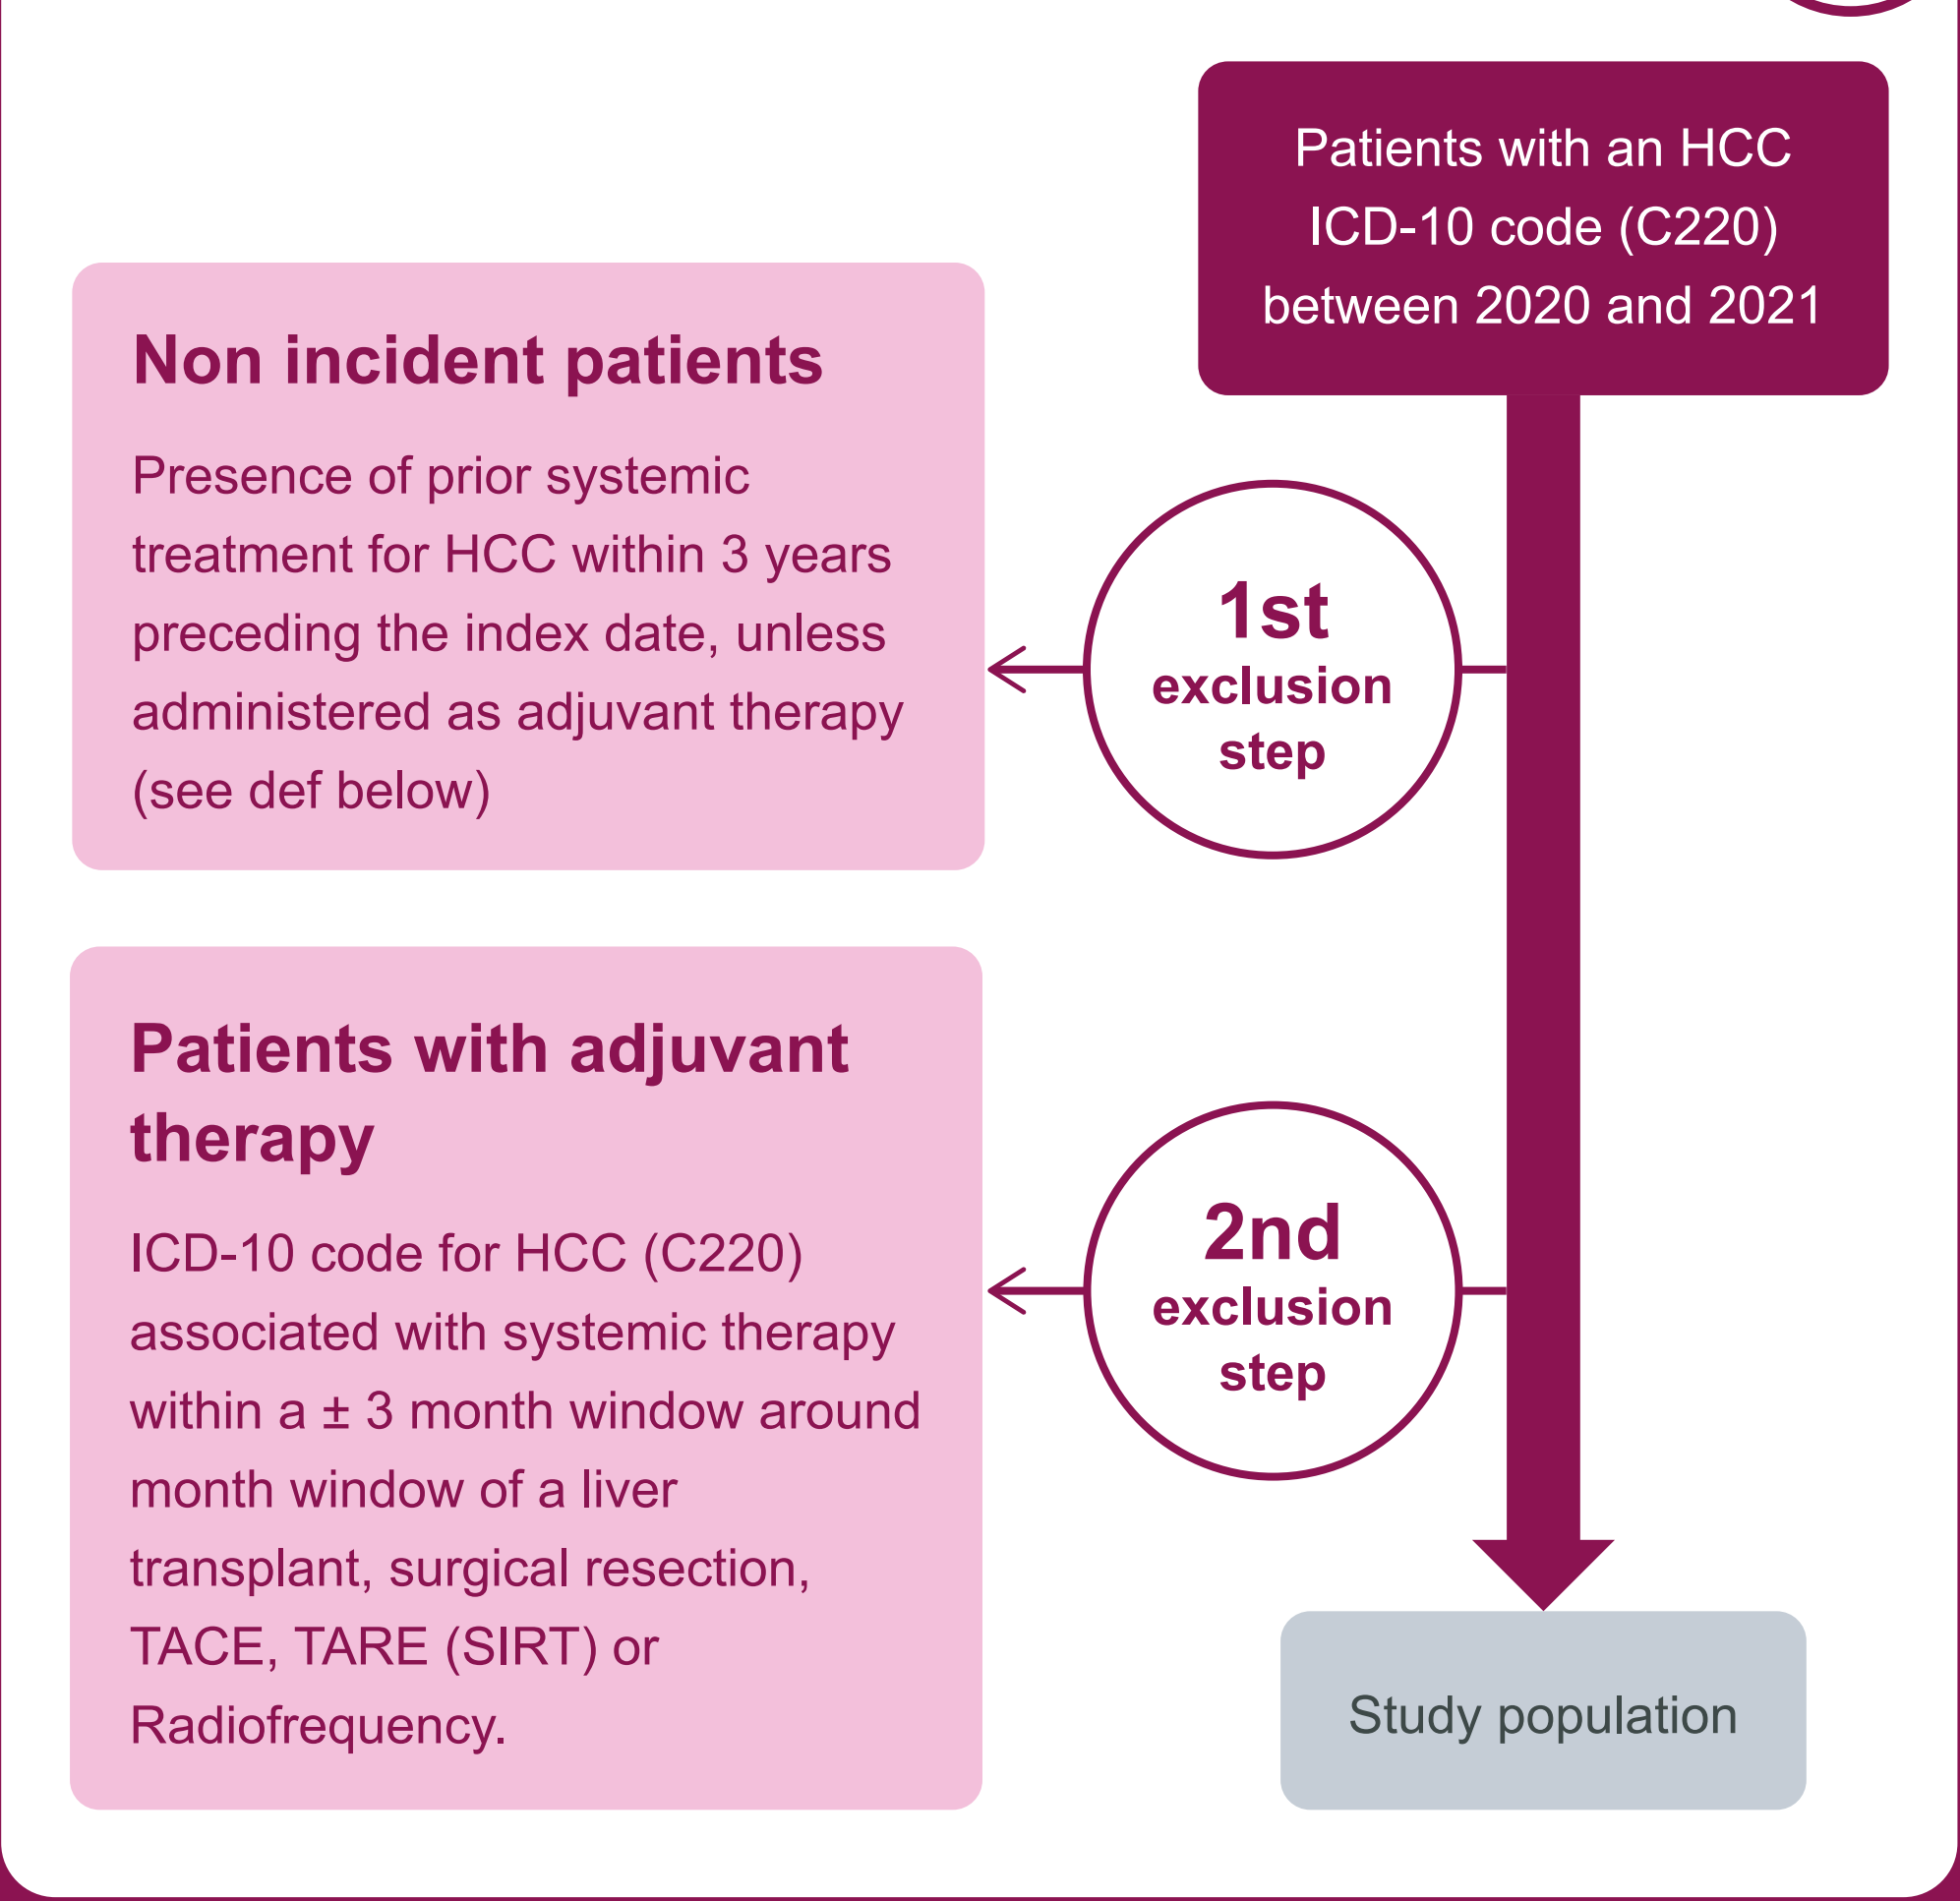 Patients with an HCC
ICD-10 code (C220)
between 2020 and 2021
Non incident patients
Presence of prior systemic
treatment for HCC within 3 years
preceding the index date, unless
administered as adjuvant therapy
(see def below)
1st
exclusion
step
Patients with adjuvant
therapy
ICD-10 code for HCC (C220)
associated with systemic therapy
within a ± 3 month window around
month window of a liver
transplant, surgical resection,
TACE, TARE (SIRT) or
Radiofrequency.
2nd
exclusion
step
Study population